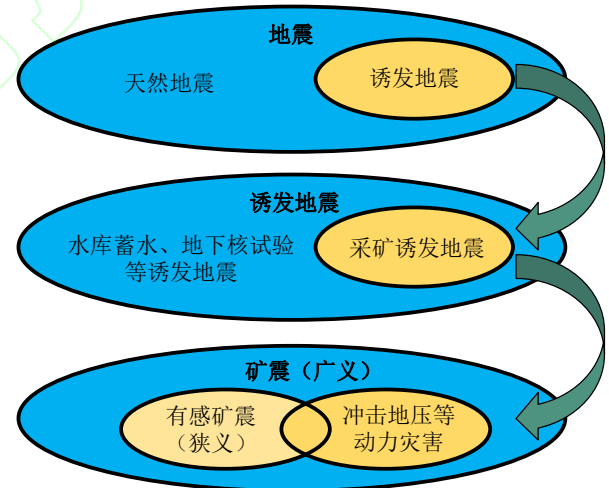 地震
天然地震
诱发地震
诱发地震
水库蓄水、地下核试验
等诱发地震
采矿诱发地震
矿震（广义）
有感矿震
（狭义）
冲击地压等
动力灾害